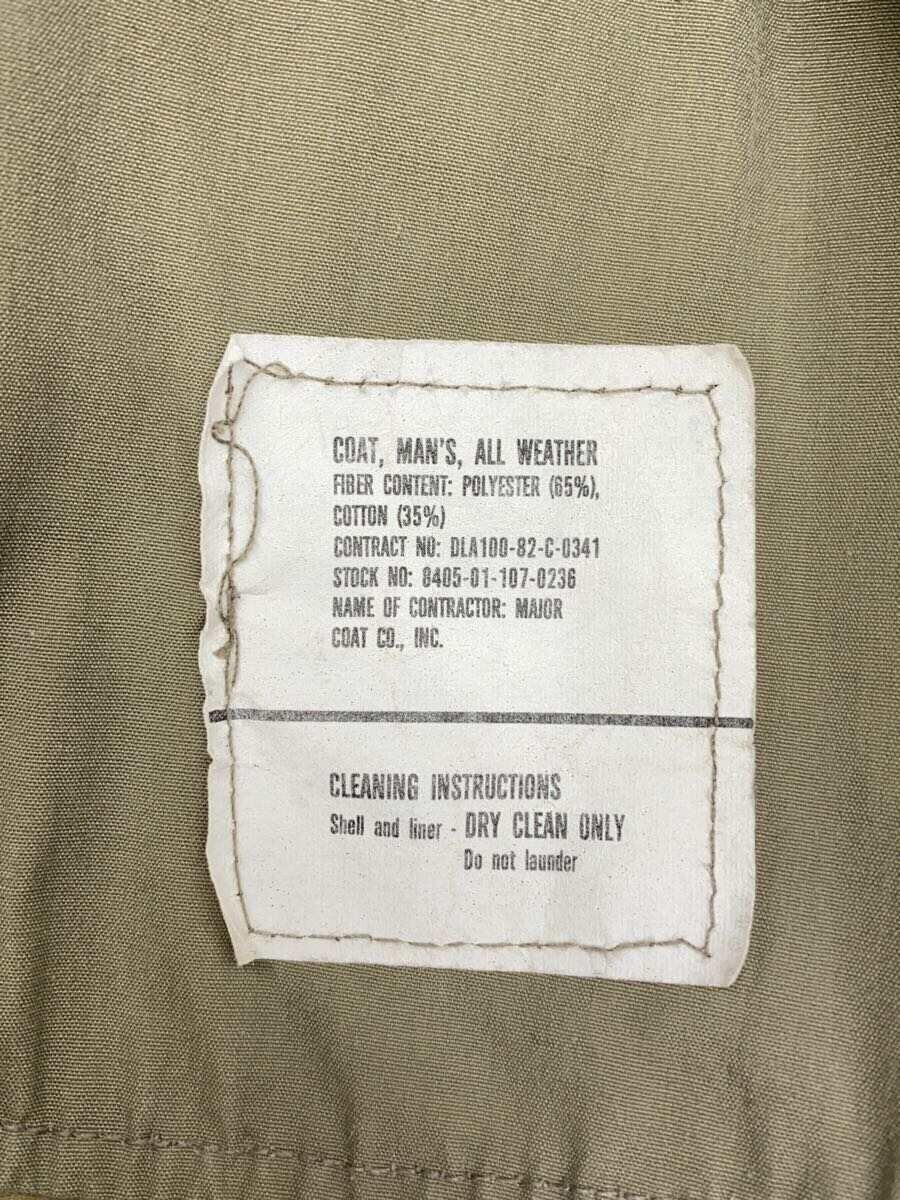 COAT, MAN'S, ALL WEATHER
FIBER CONTENT: POLYESTER (65%),
COTTON (35%)
CONTRACT NO: DLA100-82-C-0341
STOCK NO: 8405-01-107-0236
NAME OF CONTRACTOR: MAJOR
COAT CO., INC.
CLEANING INSTRUCTIONS
Shell and liner - DRY CLEAN ONLY
Do not launder